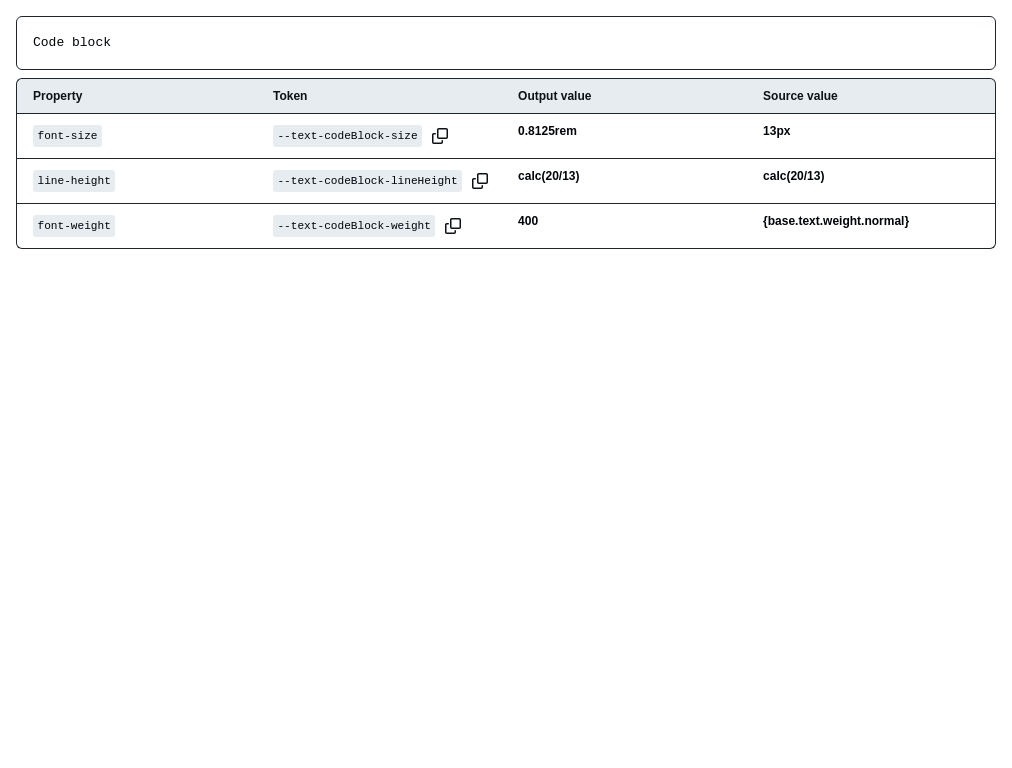 Code block
Property Token Output value Source value
font-size --text-codeBlock-size 0.8125rem 13px
line-height --text-codeBlock-lineHeight calc(20/13) calc(20/13)
font-weight --text-codeBlock-weight 400 {base.text.weight.normal}